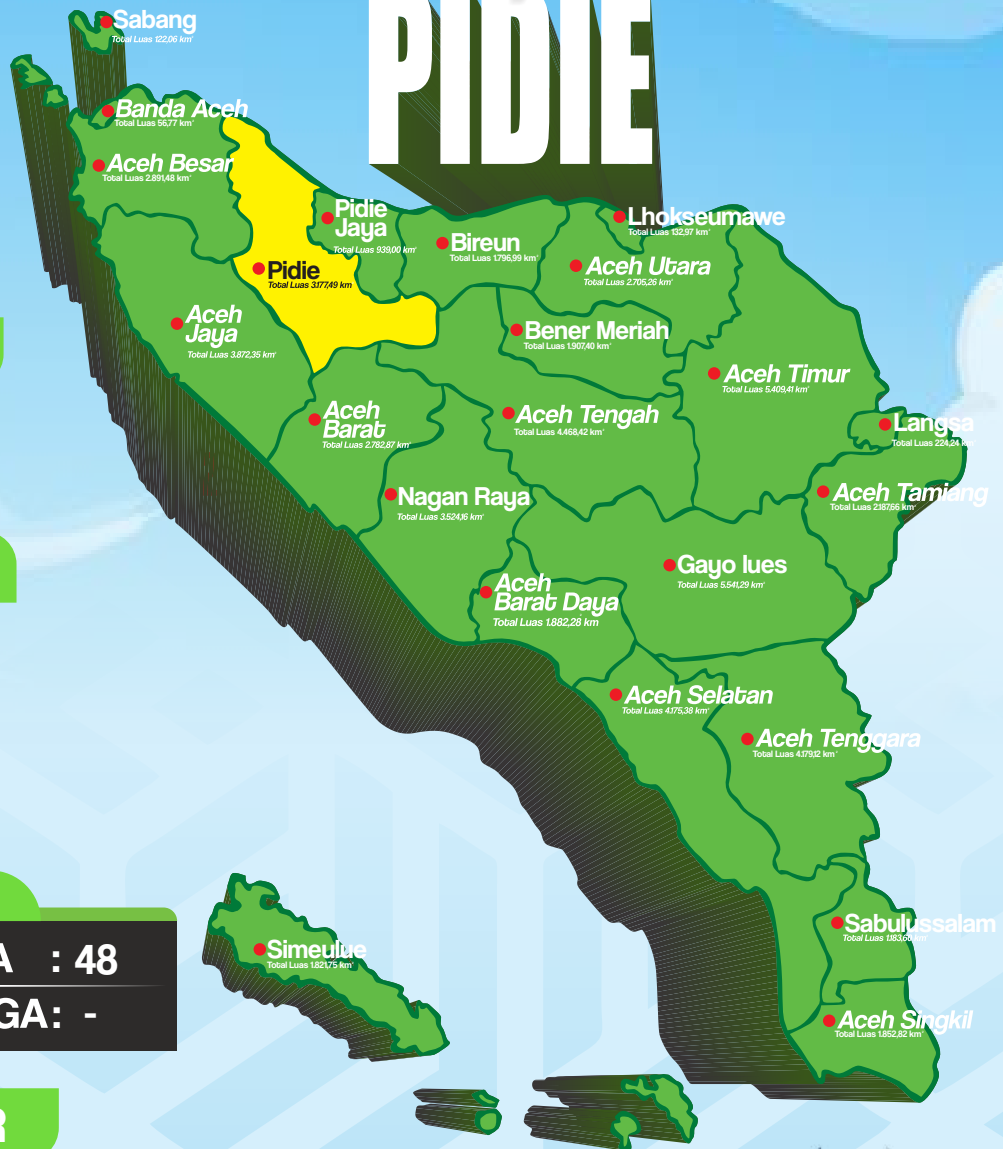 PIDIE
Sabang
Total Luas 122,06 km²
Banda Aceh
Total Luas 56,77 km²
Aceh Besar
Total Luas 2.891,48 km²
Pidie
Jaya
Total Luas 939,00 km²
Lhokseumawe
Total Luas 132,97 km²
Bireun
Total Luas 1.796,99 km²
Aceh Utara
Total Luas 2.705,26 km²
Pidie
Total Luas 3.177,49 km
Aceh
Jaya
Total Luas 3.872,35 km²
Bener Meriah
Total Luas 1.907,40 km²
Aceh Timur
Total Luas 5.409,41 km²
Aceh
Barat
Total Luas 2.782,87 km²
Aceh Tengah
Total Luas 4.468,42 km²
Langsa
Total Luas 224,24 km²
Nagan Raya
Total Luas 3.524,16 km²
Aceh Tamiang
Total Luas 2.187,66 km²
Gayo lues
Total Luas 5.541,29 km²
Aceh
Barat Daya
Total Luas 1.882,28 km
Aceh Selatan
Total Luas 4.175,38 km²
Aceh Tenggara
Total Luas 4.179,12 km²
Sabulussalam
Total Luas 1.183,66 km²
Simeulue
Total Luas 1.821,75 km²
A : 48
GA : -
Aceh Singkil
Total Luas 1.852,82 km²
R